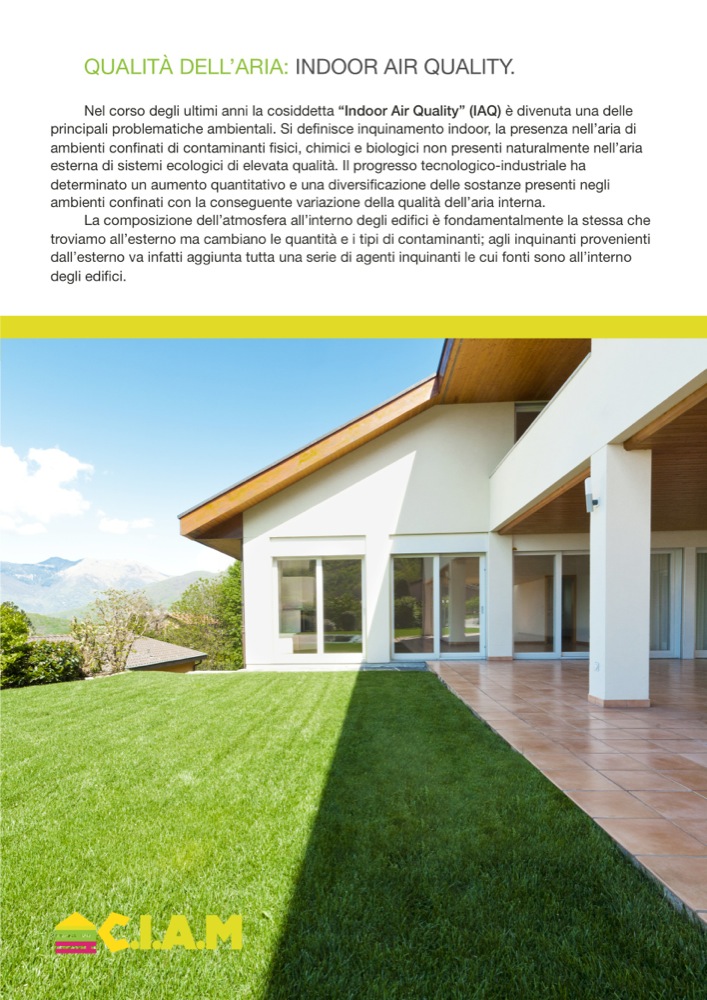 QUALITÀ DELL'ARIA: INDOOR AIR QUALITY.
Nel corso degli ultimi anni la cosiddetta “Indoor Air Quality” (IAQ) è divenuta una delle
principali problematiche ambientali. Si definisce inquinamento indoor, la presenza nell’aria di
ambienti confinati di contaminanti fisici, chimici e biologici non presenti naturalmente nell’aria
esterna di sistemi ecologici di elevata qualità. Il progresso tecnologico-industriale ha
determinato un aumento quantitativo e una diversificazione delle sostanze presenti negli
ambienti confinati con la conseguente variazione della qualità dell’aria interna.
La composizione dell’atmosfera all’interno degli edifici è fondamentalmente la stessa che
troviamo all’esterno ma cambiano le quantità e i tipi di contaminanti; agli inquinanti provenienti
dall’esterno va infatti aggiunta tutta una serie di agenti inquinanti le cui fonti sono all’interno
degli edifici.
C.I.A.M